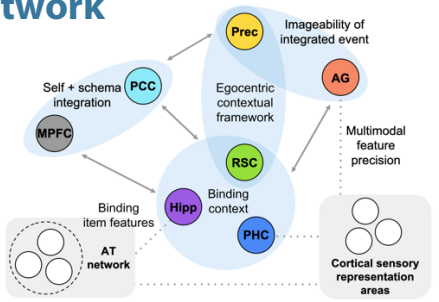 twork
Prec
Imageability of
integrated event
AG
Self + schema
integration
PCC
MPFC
Egocentric
contextual
framework
Multimodal
feature
precision
RSC
Binding
context
Hipp
PHC
Binding
item features
AT
network
Cortical sensory
representation
areas